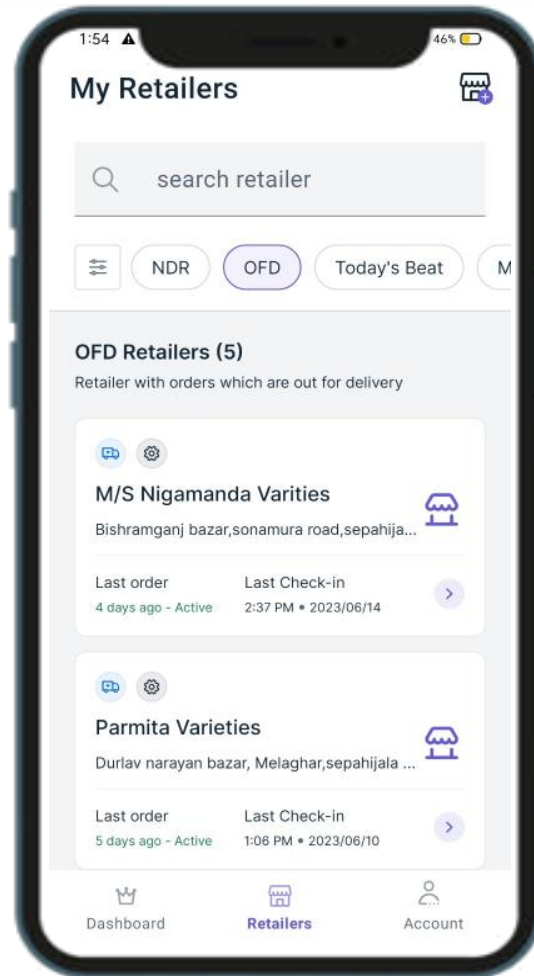 1:54
46%
My Retailers
search retailer
NDR
OFD
Today's Beat
M
OFD Retailers (5)
Retailer with orders which are out for delivery
M/S Nigamanda Varities
Bishramganj bazar,sonamura road,sepahija...
Last order
Last Check-in
4 days ago - Active
2:37 PM • 2023/06/14
Parmita Varieties
Durlav narayan bazar, Melaghar,sepahijala ...
Last order
Last Check-in
5 days ago - Active
1:06 PM • 2023/06/10
Dashboard
Retailers
Account